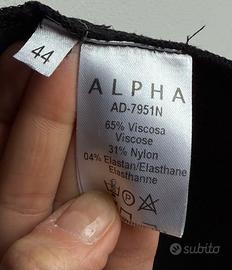 44
ALPHA
AD-7951N
65% Viscosa
Viscose
31% Nylon
04% Elastan/Elasthane
Elasthanne
subito